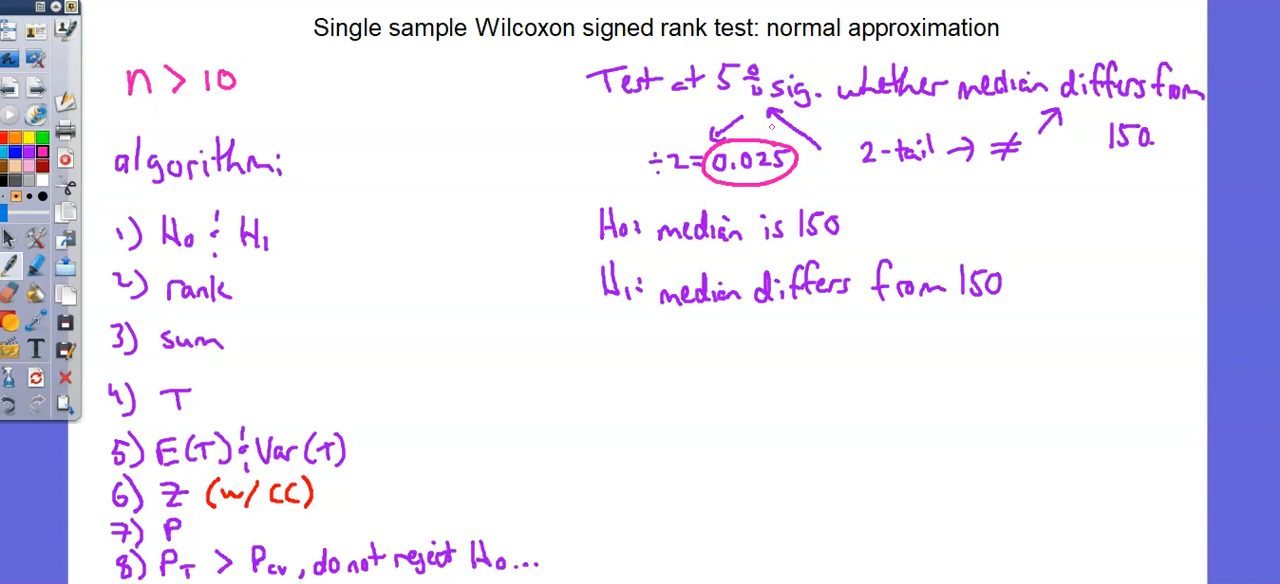 Single sample Wilcoxon signed rank test: normal approximation
n > 10
algorithm:
1) H0 & H1
2) rank
3) sum
4) T
5) E(T) & Var(T)
6) Z (w/ CC)
7) P
8) PT > Pcv, do not reject H0...
Test at 5% sig. whether median differs from
150.
÷2=0.025 2-tail → ≠
H0: median is 150
H1: median differs from 150